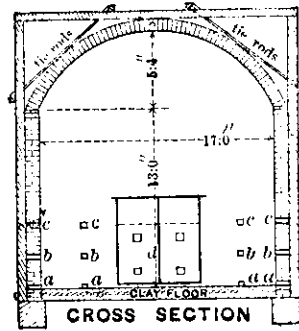 tie rods
tie rods
5:4"
17:0"
13:0"
c c c c
b b b b
d
a a a a
CLAY FLOOR
CROSS SECTION